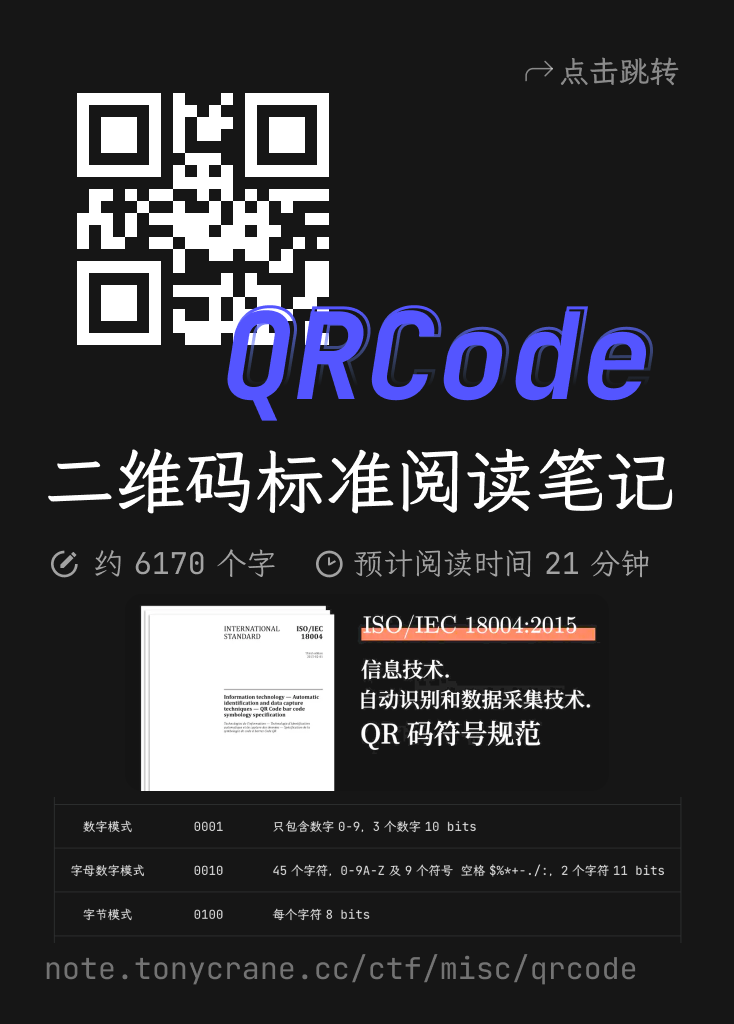 点击跳转
QRCode
二维码标准阅读笔记
约 6170 个字 预计阅读时间 21 分钟
INTERNATIONAL STANDARD
ISO/IEC 18004
Information technology — Automatic
identification and data capture
techniques — QR Code bar code
symbology specification
ISO/IEC 18004:2015
信息技术.
自动识别和数据采集技术.
QR 码符号规范
数字模式 0001 只包含数字 0-9, 3 个数字 10 bits
字母数字模式 0010 45 个字符, 0-9A-Z 及 9 个符号 空格 $%*+-./:, 2 个字符 11 bits
字节模式 0100 每个字符 8 bits
note.tonycrane.cc/ctf/misc/qrcode